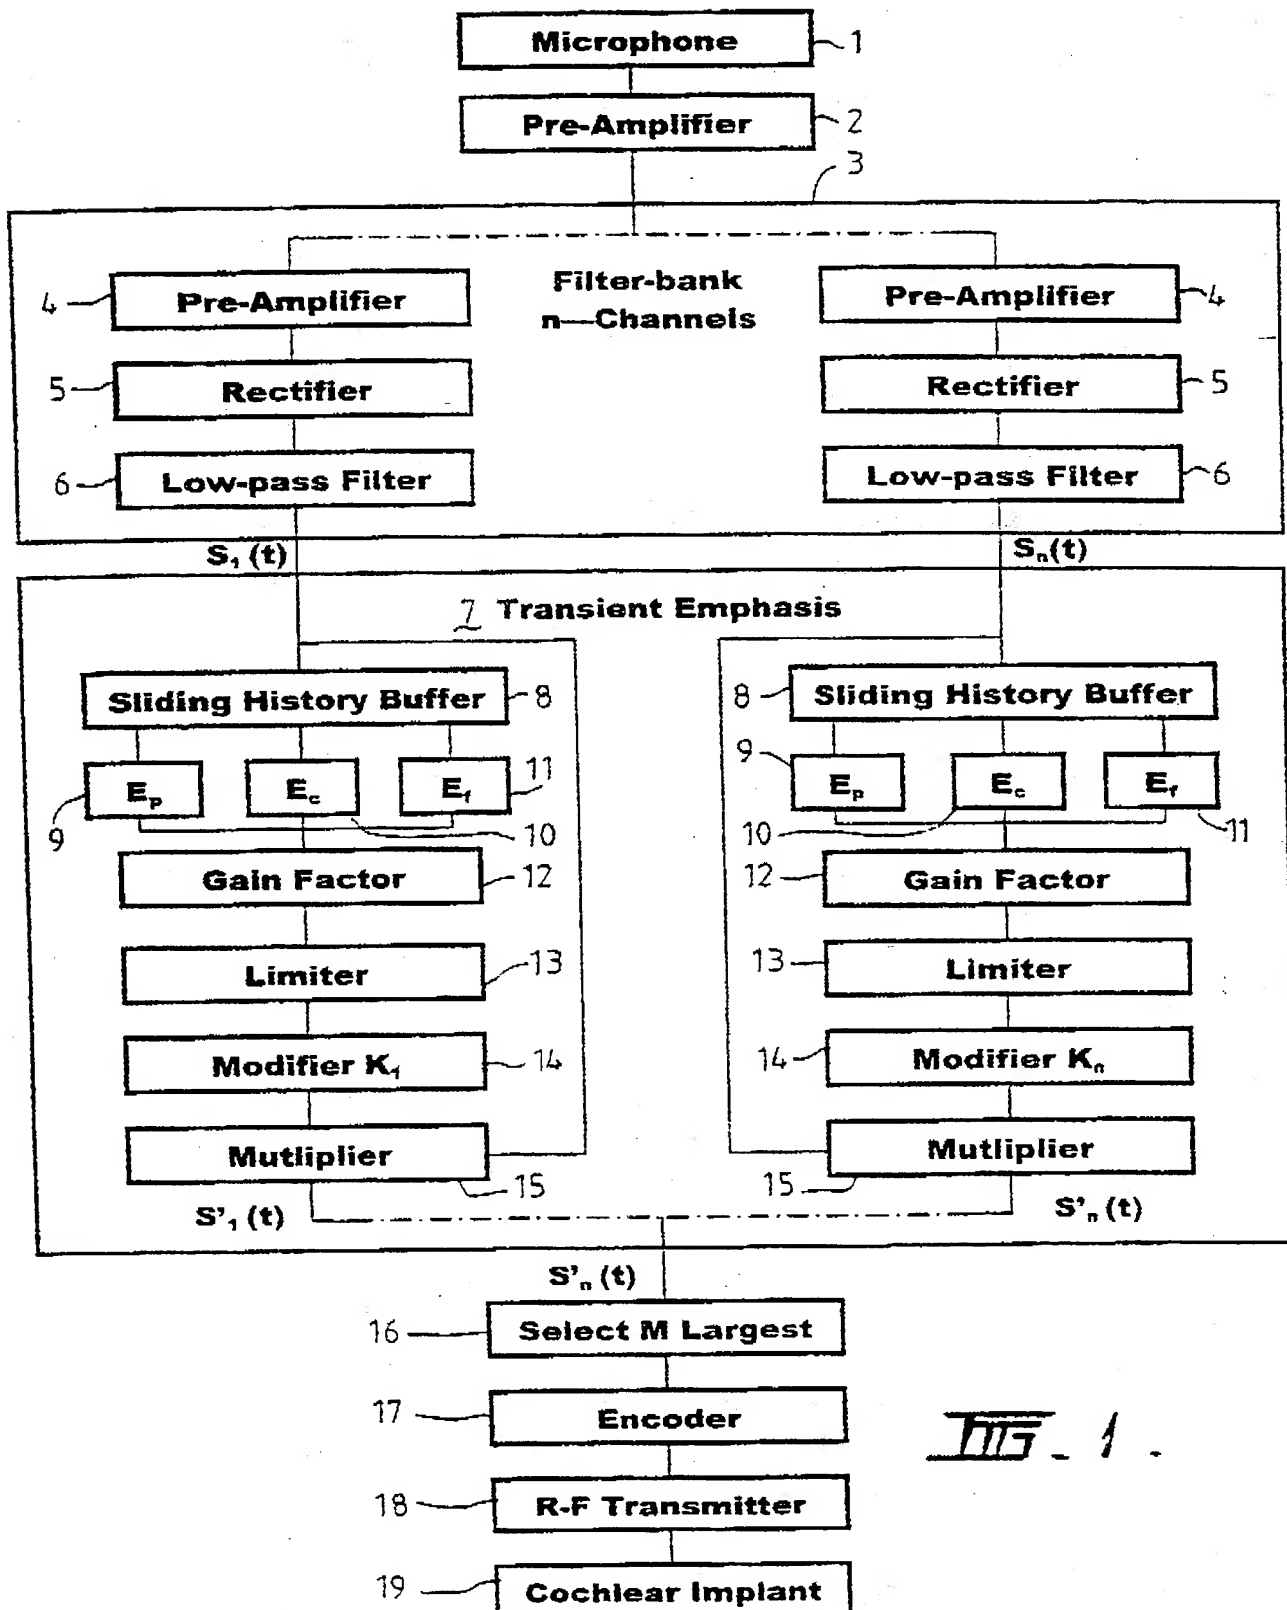 Microphone 1
Pre-Amplifier 2
3
4 Pre-Amplifier
Filter-bank
n—Channels
Pre-Amplifier 4
5 Rectifier
Rectifier 5
6 Low-pass Filter
Low-pass Filter 6
S₁ (t)
Sₙ(t)
7 Transient Emphasis
Sliding History Buffer 8
8 Sliding History Buffer
9 Eₚ E꜀ 10 E_f 11
9 Eₚ 10 E꜀ E_f 11
Gain Factor 12
12 Gain Factor
Limiter 13
13 Limiter
Modifier K₁ 14
14 Modifier Kₙ
Mutliplier 15
15 Mutliplier
S'₁ (t)
S'ₙ (t)
S'ₙ (t)
16 Select M Largest
17 Encoder
18 R-F Transmitter
19 Cochlear Implant
FIG - 1 .